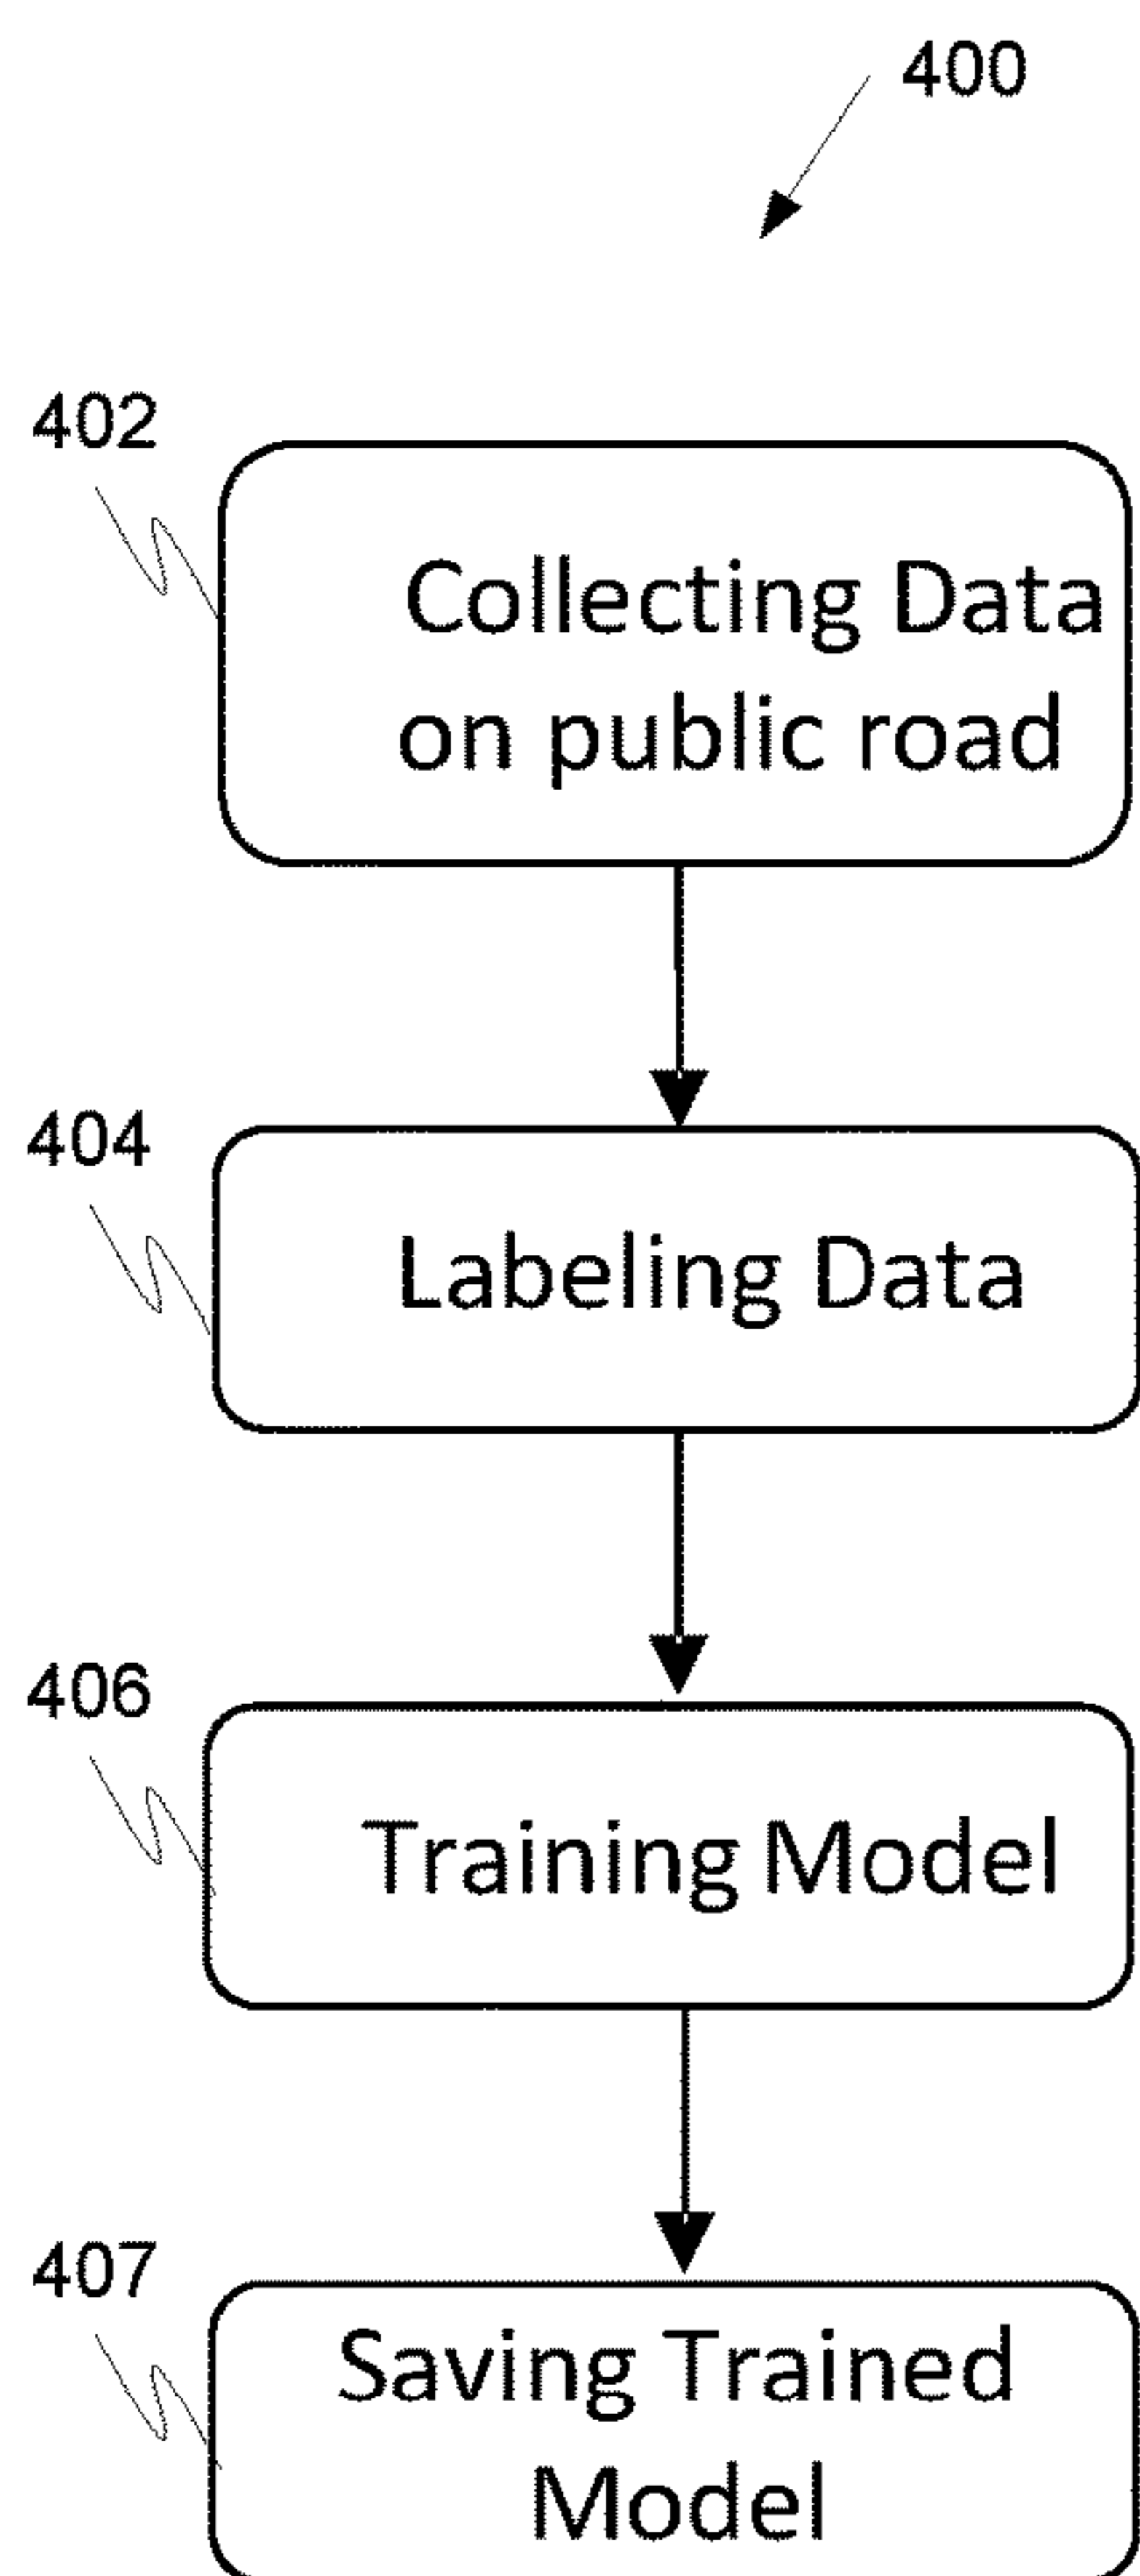 400
402
Collecting Data
on public road
404
Labeling Data
406
Training Model
407
Saving Trained
Model